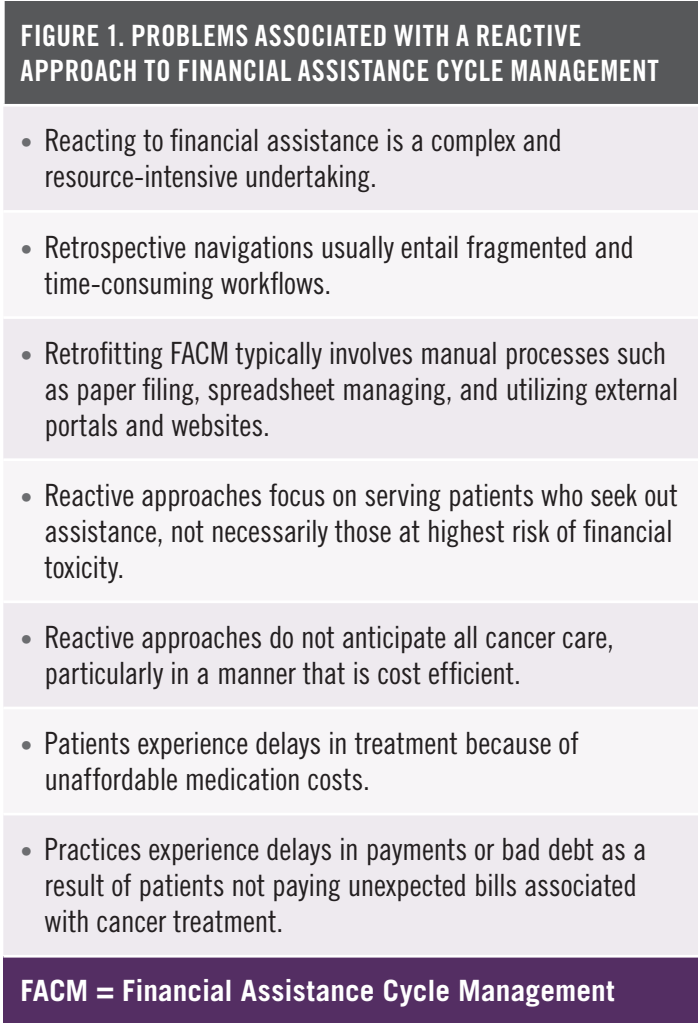 FIGURE 1. PROBLEMS ASSOCIATED WITH A REACTIVE
APPROACH TO FINANCIAL ASSISTANCE CYCLE MANAGEMENT
• Reacting to financial assistance is a complex and
resource-intensive undertaking.
• Retrospective navigations usually entail fragmented and
time-consuming workflows.
• Retrofitting FACM typically involves manual processes such
as paper filing, spreadsheet managing, and utilizing external
portals and websites.
• Reactive approaches focus on serving patients who seek out
assistance, not necessarily those at highest risk of financial
toxicity.
• Reactive approaches do not anticipate all cancer care,
particularly in a manner that is cost efficient.
• Patients experience delays in treatment because of
unaffordable medication costs.
• Practices experience delays in payments or bad debt as a
result of patients not paying unexpected bills associated
with cancer treatment.
FACM = Financial Assistance Cycle Management